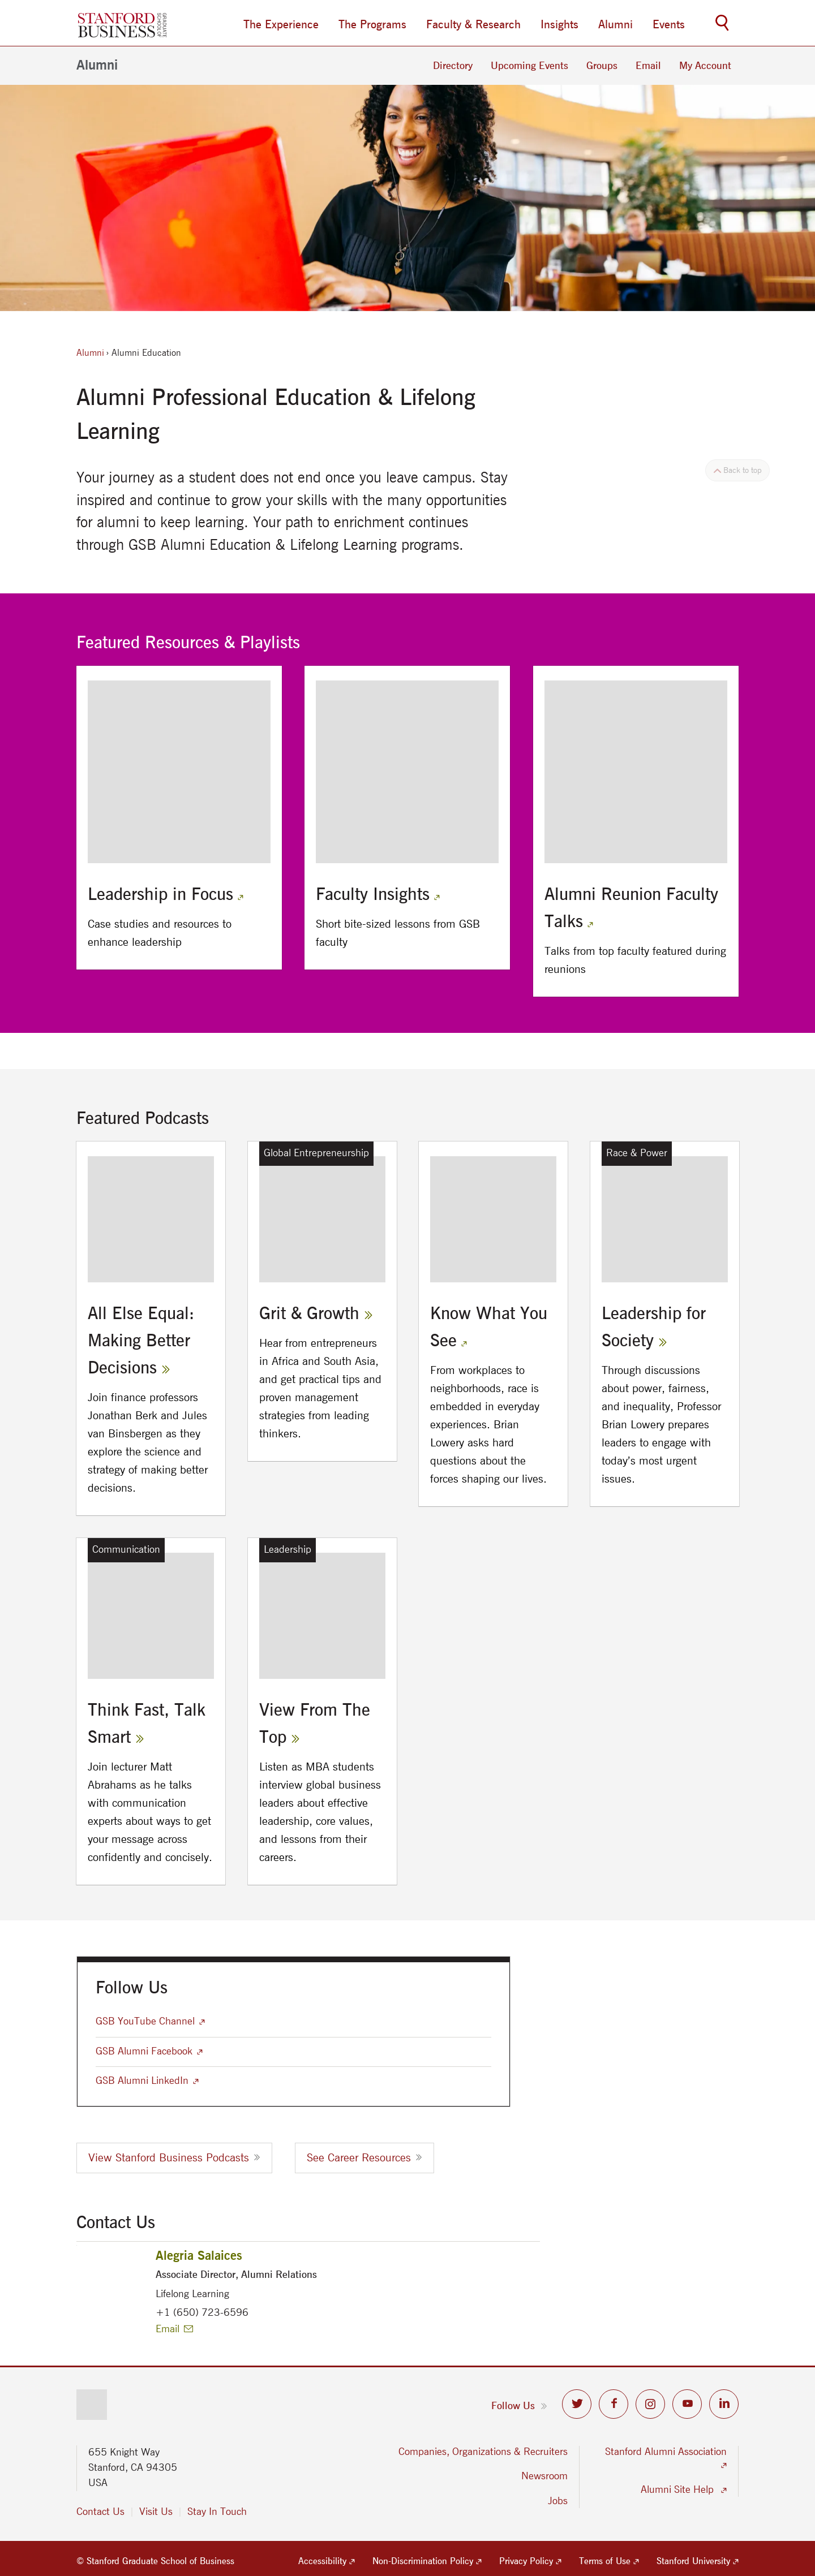 STANFORD
BUSINESS
GRADUATE
SCHOOL OF
The Experience
The Programs
Faculty & Research
Insights
Alumni
Events
Alumni
Directory
Upcoming Events
Groups
Email
My Account
Alumni › Alumni Education
Alumni Professional Education & Lifelong
Learning
Back to top
Your journey as a student does not end once you leave campus. Stay
inspired and continue to grow your skills with the many opportunities
for alumni to keep learning. Your path to enrichment continues
through GSB Alumni Education & Lifelong Learning programs.
Featured Resources & Playlists
Leadership in Focus
Case studies and resources to
enhance leadership
Faculty Insights
Short bite-sized lessons from GSB
faculty
Alumni Reunion Faculty
Talks
Talks from top faculty featured during
reunions
Featured Podcasts
All Else Equal:
Making Better
Decisions »
Join finance professors
Jonathan Berk and Jules
van Binsbergen as they
explore the science and
strategy of making better
decisions.
Global Entrepreneurship
Grit & Growth »
Hear from entrepreneurs
in Africa and South Asia,
and get practical tips and
proven management
strategies from leading
thinkers.
Know What You
See
From workplaces to
neighborhoods, race is
embedded in everyday
experiences. Brian
Lowery asks hard
questions about the
forces shaping our lives.
Race & Power
Leadership for
Society »
Through discussions
about power, fairness,
and inequality, Professor
Brian Lowery prepares
leaders to engage with
today's most urgent
issues.
Communication
Think Fast, Talk
Smart »
Join lecturer Matt
Abrahams as he talks
with communication
experts about ways to get
your message across
confidently and concisely.
Leadership
View From The
Top »
Listen as MBA students
interview global business
leaders about effective
leadership, core values,
and lessons from their
careers.
Follow Us
GSB YouTube Channel
GSB Alumni Facebook
GSB Alumni LinkedIn
View Stanford Business Podcasts »
See Career Resources »
Contact Us
Alegria Salaices
Associate Director, Alumni Relations
Lifelong Learning
+1 (650) 723-6596
Email
Follow Us »
655 Knight Way
Stanford, CA 94305
USA
Contact Us
Visit Us
Stay In Touch
Companies, Organizations & Recruiters
Newsroom
Jobs
Stanford Alumni Association
Alumni Site Help
© Stanford Graduate School of Business
Accessibility
Non-Discrimination Policy
Privacy Policy
Terms of Use
Stanford University